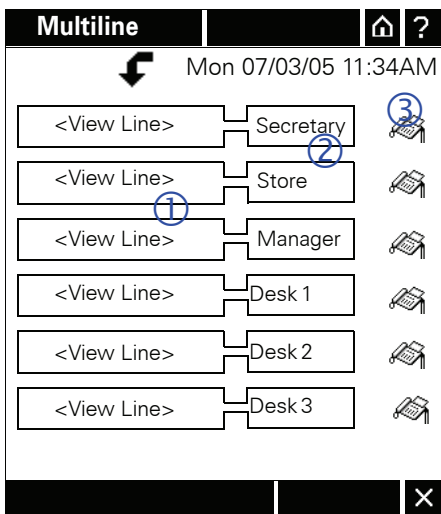 Multiline ?
Mon 07/03/05 11:34AM
<View Line> Secretary ③
②
<View Line> Store
①
<View Line> Manager
<View Line> Desk 1
<View Line> Desk 2
<View Line> Desk 3